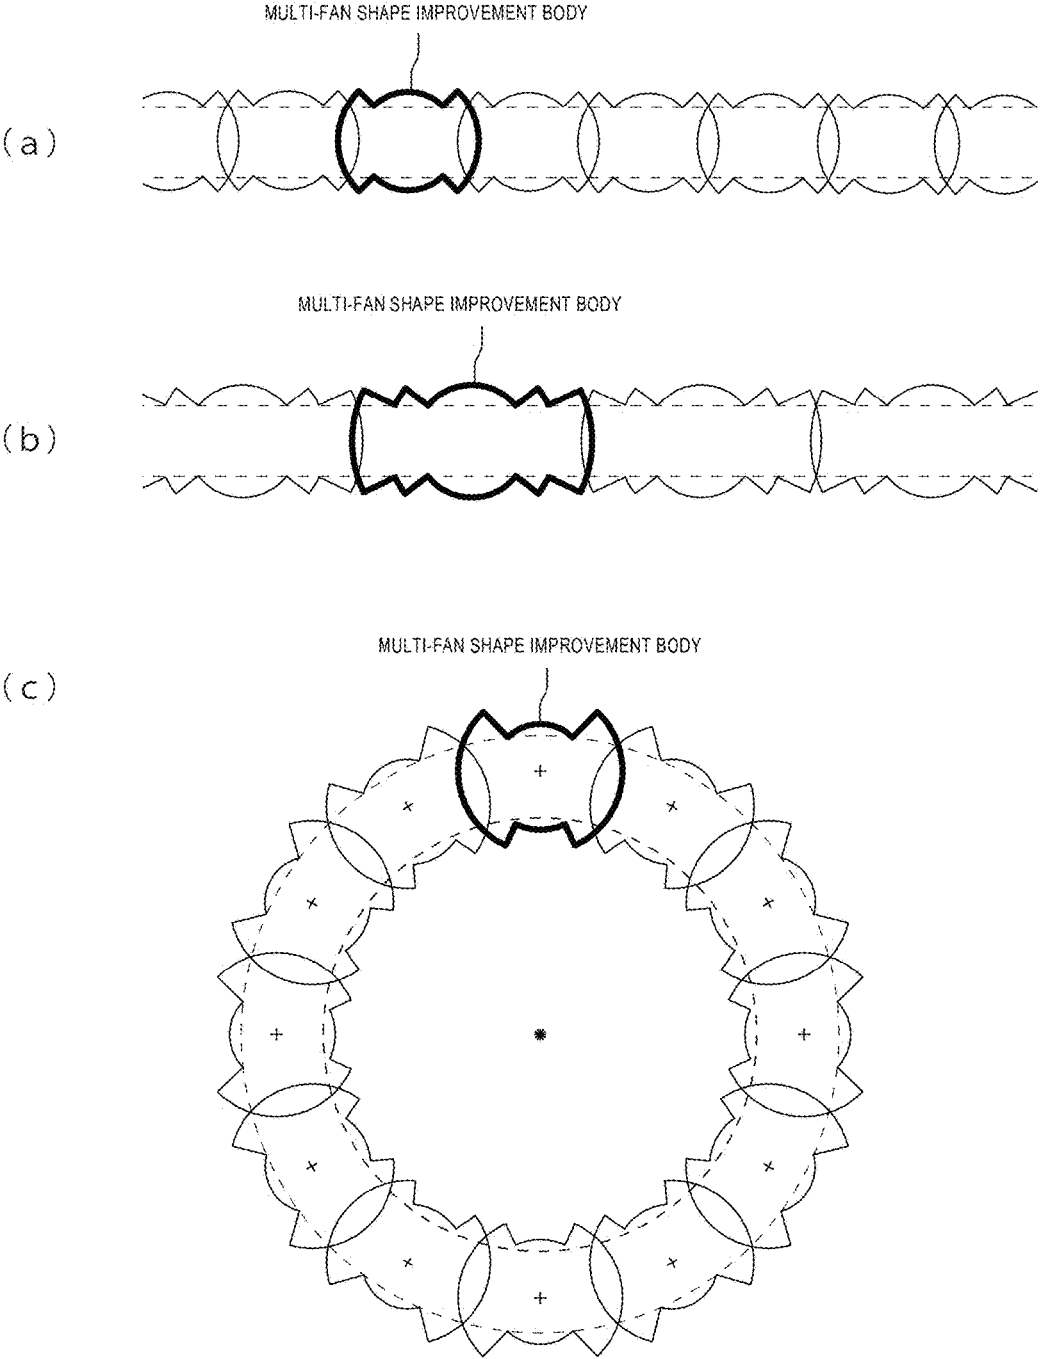 MULTI-FAN SHAPE IMPROVEMENT BODY
(a)
MULTI-FAN SHAPE IMPROVEMENT BODY
(b)
MULTI-FAN SHAPE IMPROVEMENT BODY
(c)